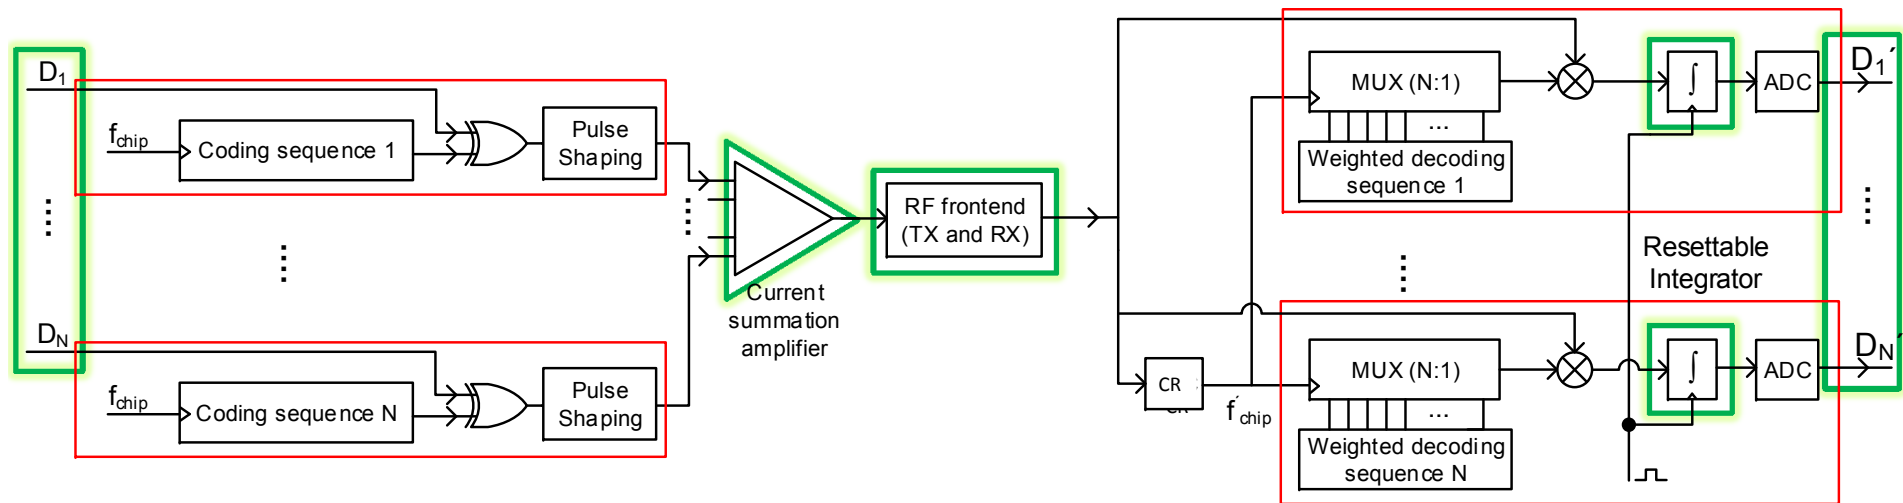 D1
fchip
Coding sequence 1
Pulse
Shaping
⋮
DN
fchip
Coding sequence N
Pulse
Shaping
Current
summation
amplifier
RF frontend
(TX and RX)
CR
CR
f´chip
MUX (N:1)
...
Weighted decoding
sequence 1
∫
ADC
D1´
Resettable
Integrator
MUX (N:1)
...
Weighted decoding
sequence N
∫
ADC
DN´